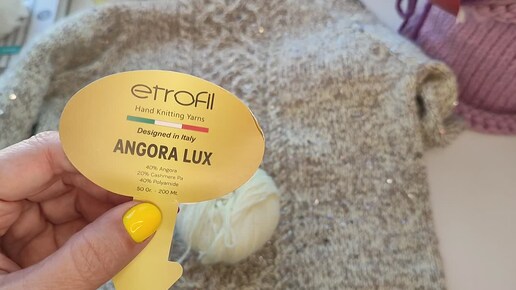 etrofil
Hand Knitting Yarns
Designed in Italy
ANGORA LUX
40% Angora
20% Cashmere Pa
40% Polyamide
50 Gr. - 200 Mt.